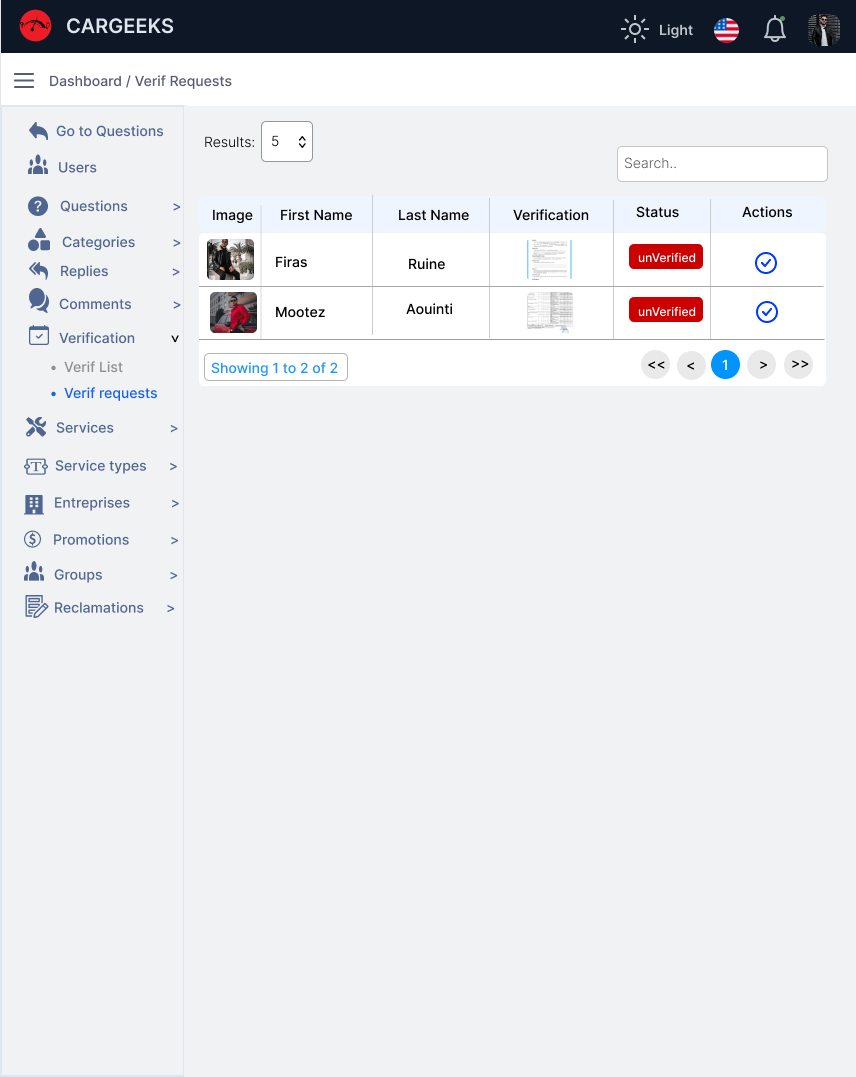 CARGEEKS
Light
Dashboard / Verif Requests
Go to Questions
Users
Questions >
Categories >
Replies >
Comments >
Verification v
• Verif List
• Verif requests
Services >
Service types >
Entreprises >
Promotions >
Groups >
Reclamations >
Results: 5
Search..
Image First Name Last Name Verification Status Actions
Firas Ruine unVerified
Mootez Aouinti unVerified
Showing 1 to 2 of 2 << < 1 > >>